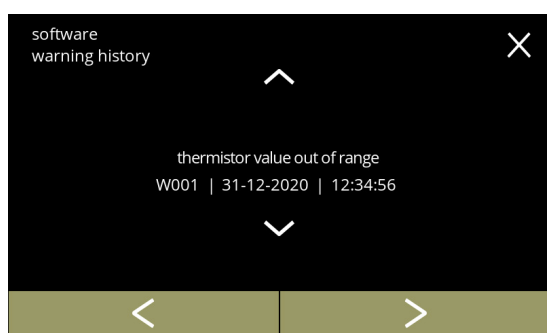 software
warning history
thermistor value out of range
W001 | 31-12-2020 | 12:34:56